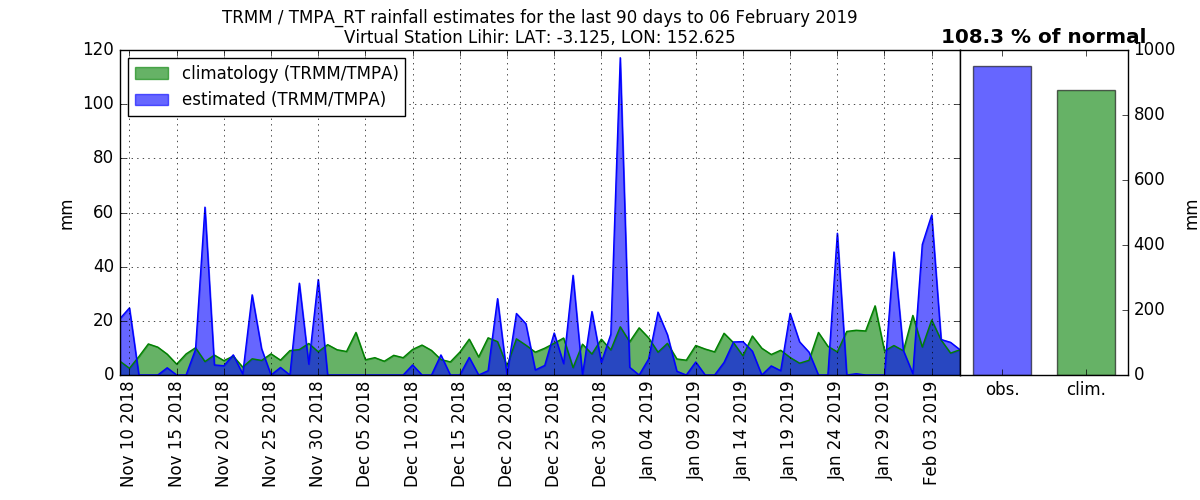 TRMM / TMPA_RT rainfall estimates for the last 90 days to 06 February 2019
Virtual Station Lihir: LAT: -3.125, LON: 152.625
108.3 % of normal
climatology (TRMM/TMPA)
estimated (TRMM/TMPA)
120
100
80
60
40
20
0
mm
Nov 10 2018
Nov 15 2018
Nov 20 2018
Nov 25 2018
Nov 30 2018
Dec 05 2018
Dec 10 2018
Dec 15 2018
Dec 20 2018
Dec 25 2018
Dec 30 2018
Jan 04 2019
Jan 09 2019
Jan 14 2019
Jan 19 2019
Jan 24 2019
Jan 29 2019
Feb 03 2019
obs.
clim.
1000
800
600
400
200
0
mm